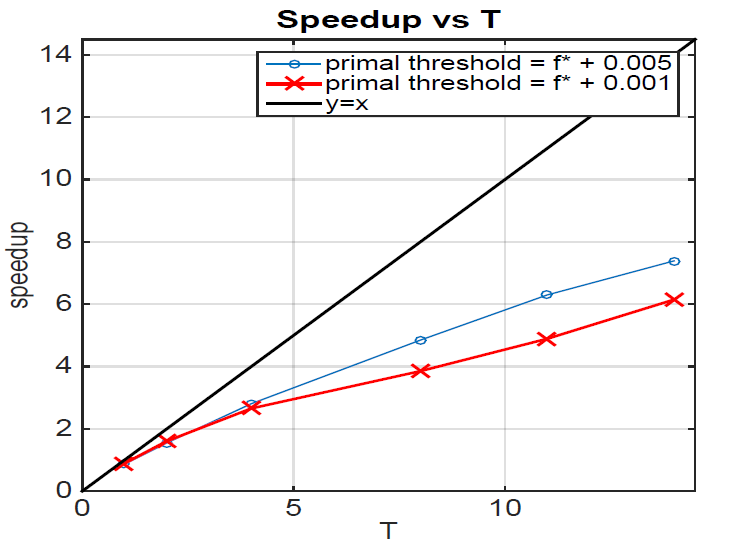 Speedup vs T
primal threshold = f* + 0.005
primal threshold = f* + 0.001
y=x
14
12
10
8
6
4
2
0
speedup
0 5 10
T